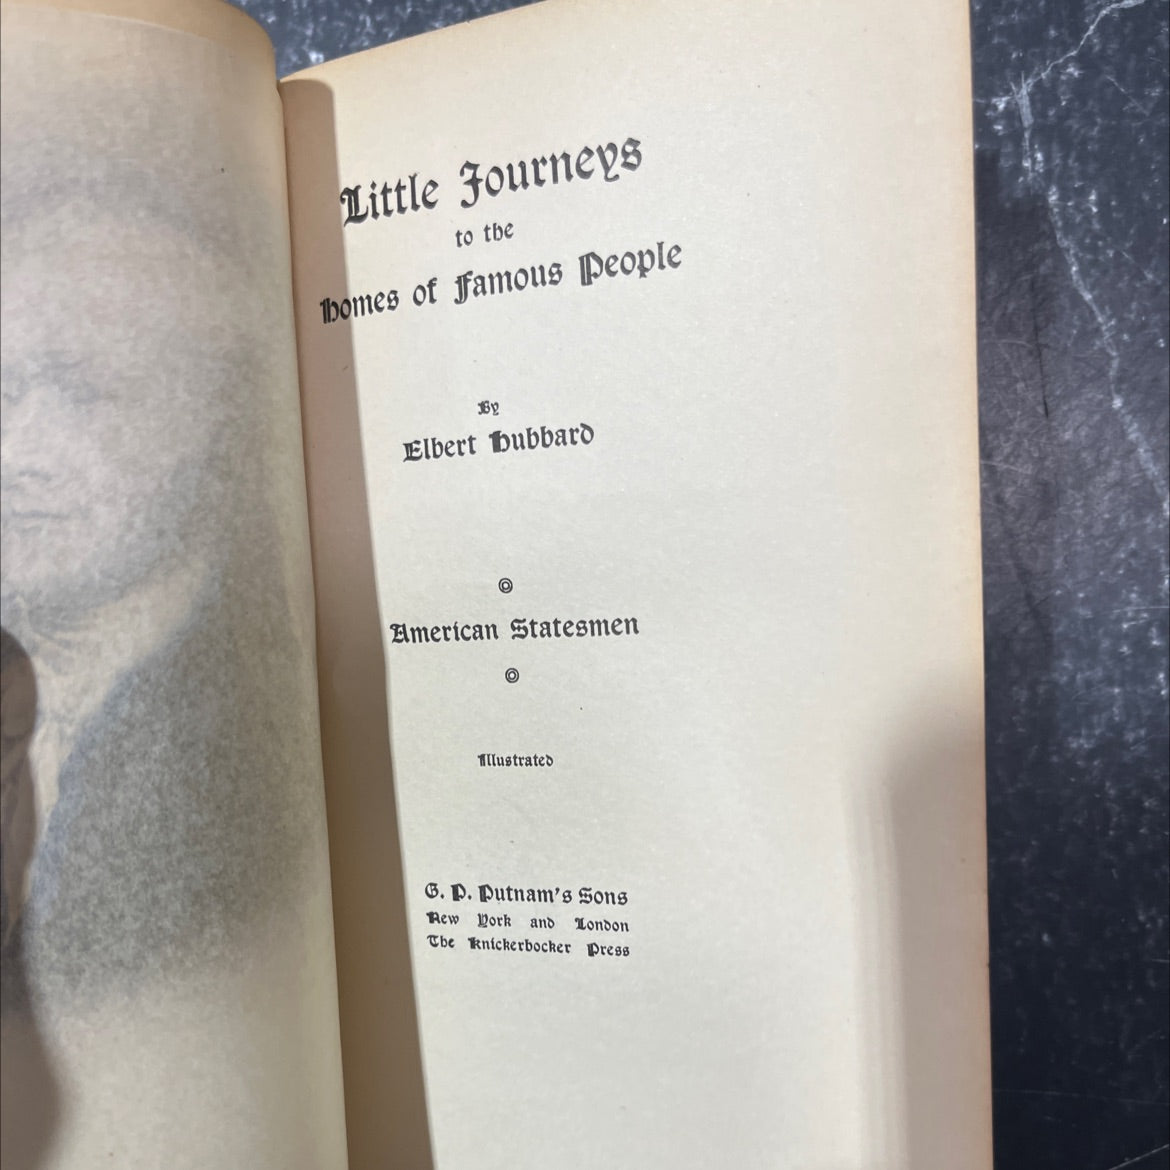 Little Journeys
to the
Homes of Famous People
By
Elbert Hubbard
American Statesmen
Illustrated
G. P. Putnam's Sons
New York and London
The Knickerbocker Press